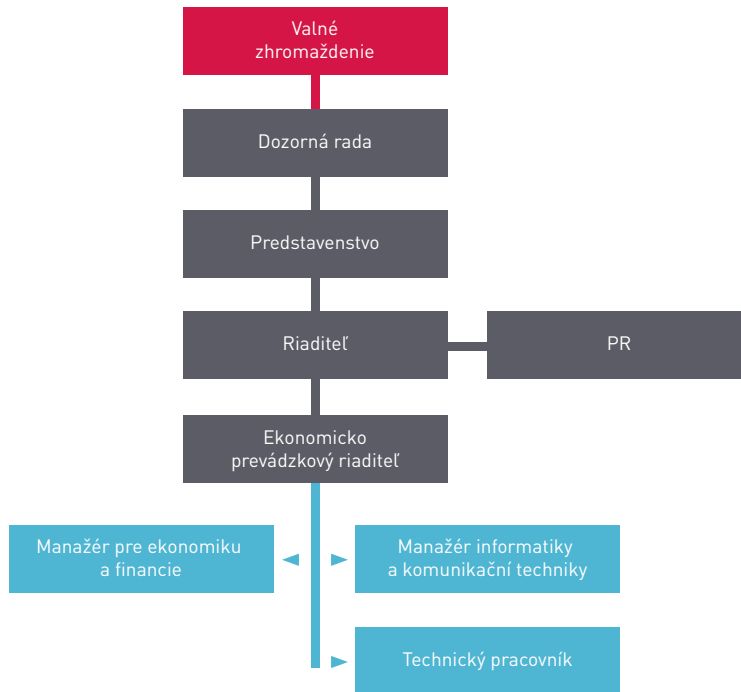 Valné
zhromaždenie
Dozorná rada
Predstavenstvo
Riaditeľ
PR
Ekonomicko
prevádzkový riaditeľ
Manažér pre ekonomiku
a financie
Manažér informatiky
a komunikační techniky
Technický pracovník